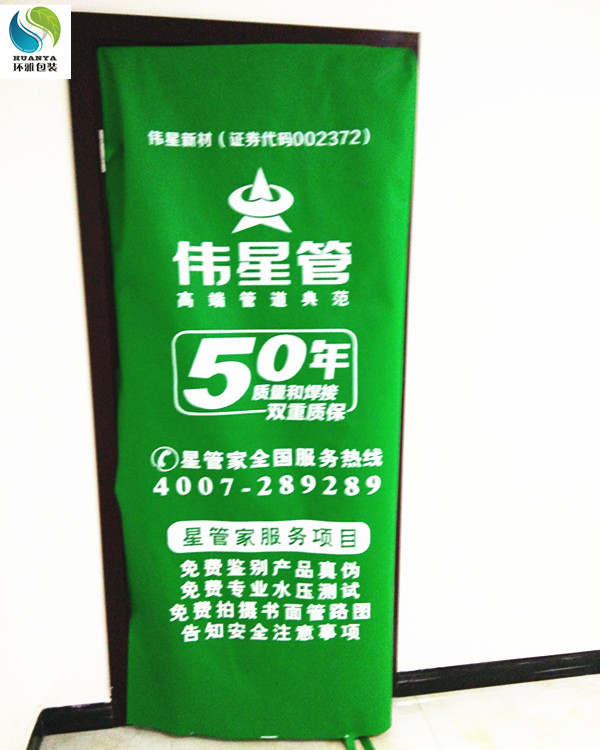 HUANYA
环雅包装
伟星新材（证券代码002372）
伟星管
高端管道典范
50年
质量和焊接
双重质保
星管家全国服务热线
4007-289289
星管家服务项目
免费鉴别产品真伪
免费专业水压测试
免费拍摄书面管路图
告知安全注意事项